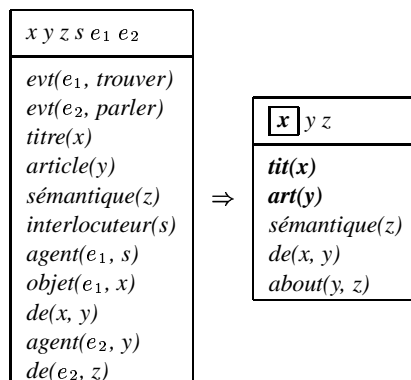 x y z s e₁ e₂
evt(e₁, trouver)
evt(e₂, parler)
titre(x)
article(y)
sémantique(z)
interlocuteur(s)
agent(e₁, s)
objet(e₁, x)
de(x, y)
agent(e₂, y)
de(e₂, z)
⇒
x y z
tit(x)
art(y)
sémantique(z)
de(x, y)
about(y, z)